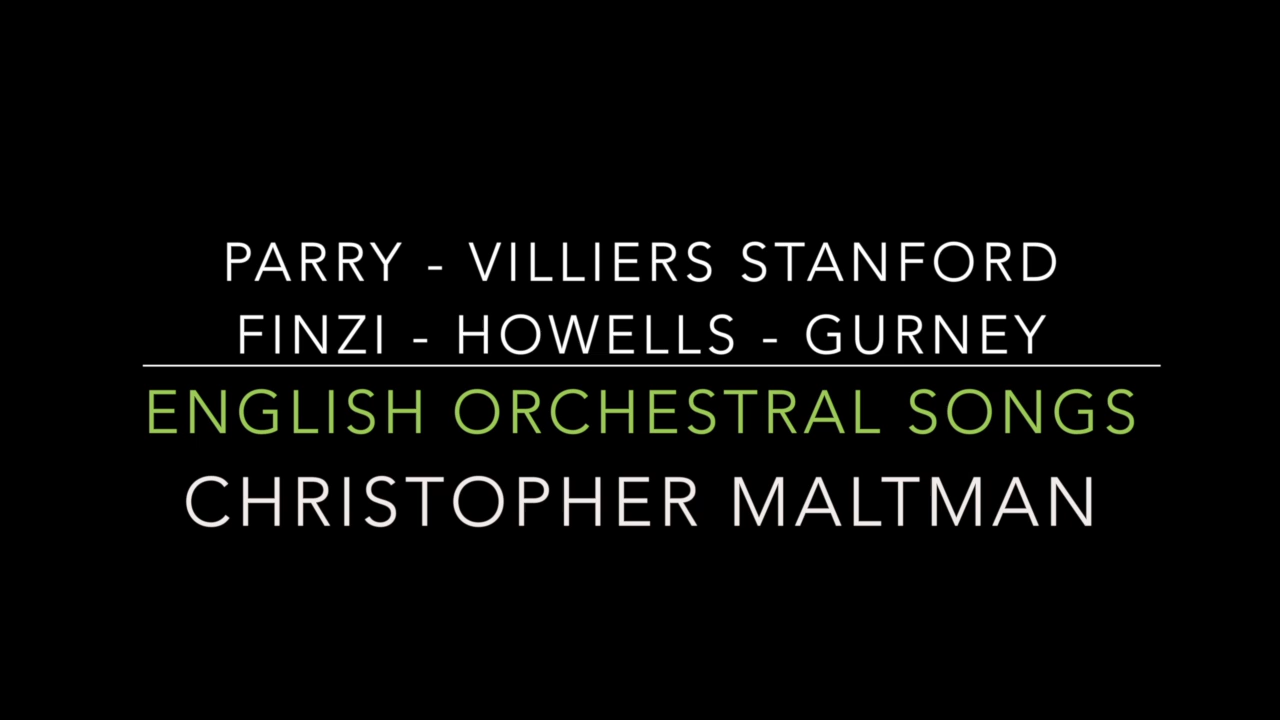 PARRY - VILLIERS STANFORD
FINZI - HOWELLS - GURNEY
ENGLISH ORCHESTRAL SONGS
CHRISTOPHER MALTMAN